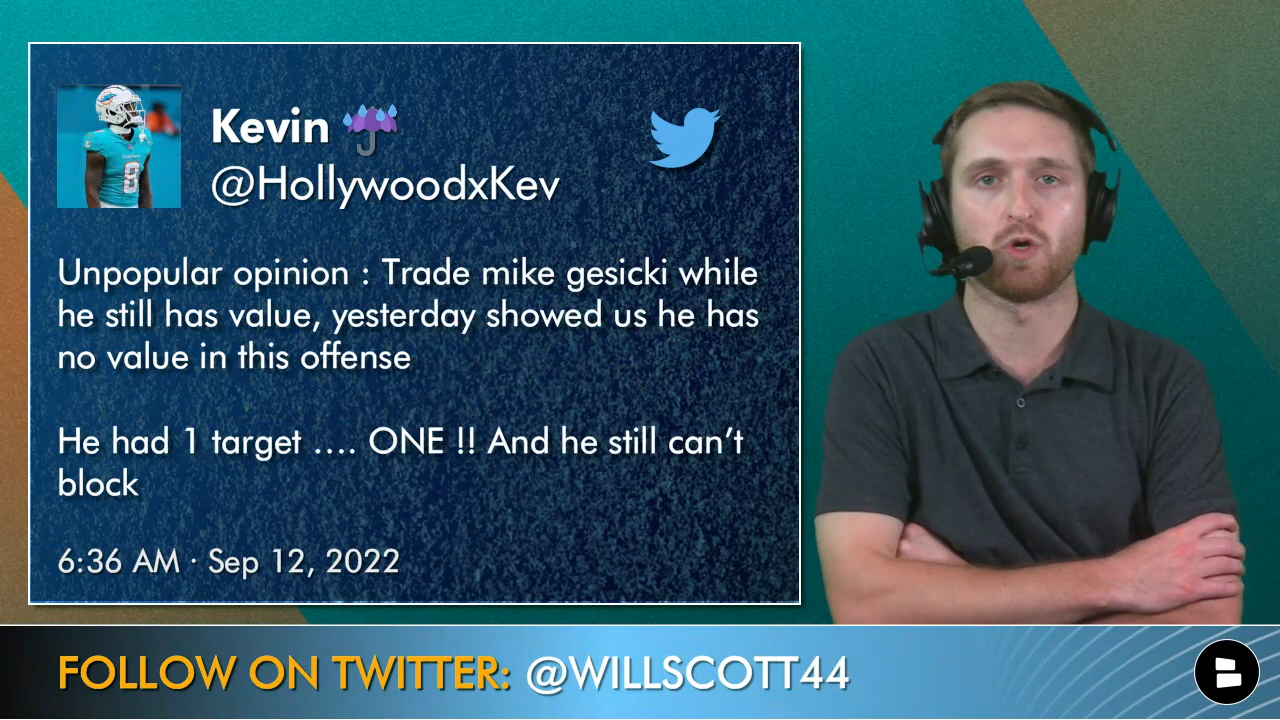 Kevin ☔
@HollywoodxKev
Unpopular opinion : Trade mike gesicki while
he still has value, yesterday showed us he has
no value in this offense
He had 1 target .... ONE !! And he still can't
block
6:36 AM · Sep 12, 2022
FOLLOW ON TWITTER: @WILLSCOTT44